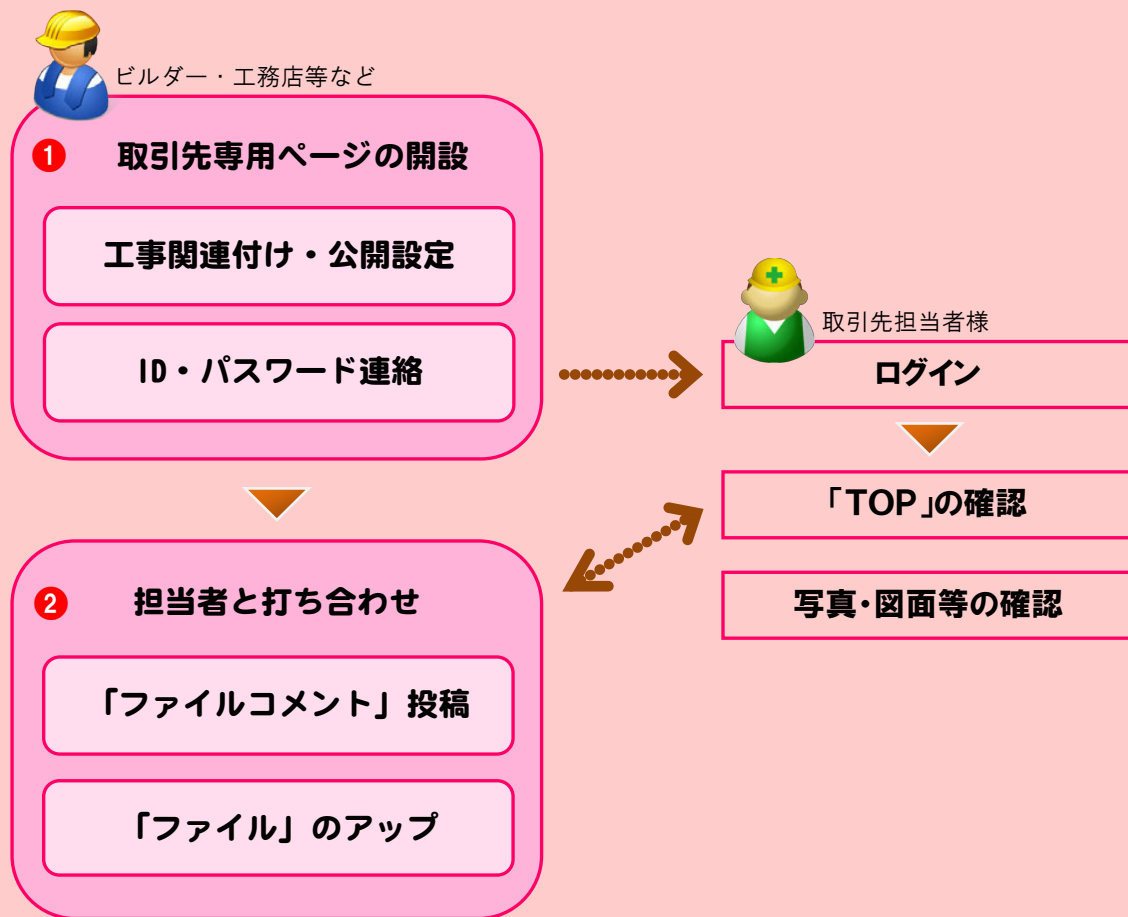 ビルダー・工務店等など
1 取引先専用ページの開設
工事関連付け・公開設定
ID・パスワード連絡
取引先担当者様
ログイン
「TOP」の確認
写真・図面等の確認
2 担当者と打ち合わせ
「ファイルコメント」投稿
「ファイル」のアップ